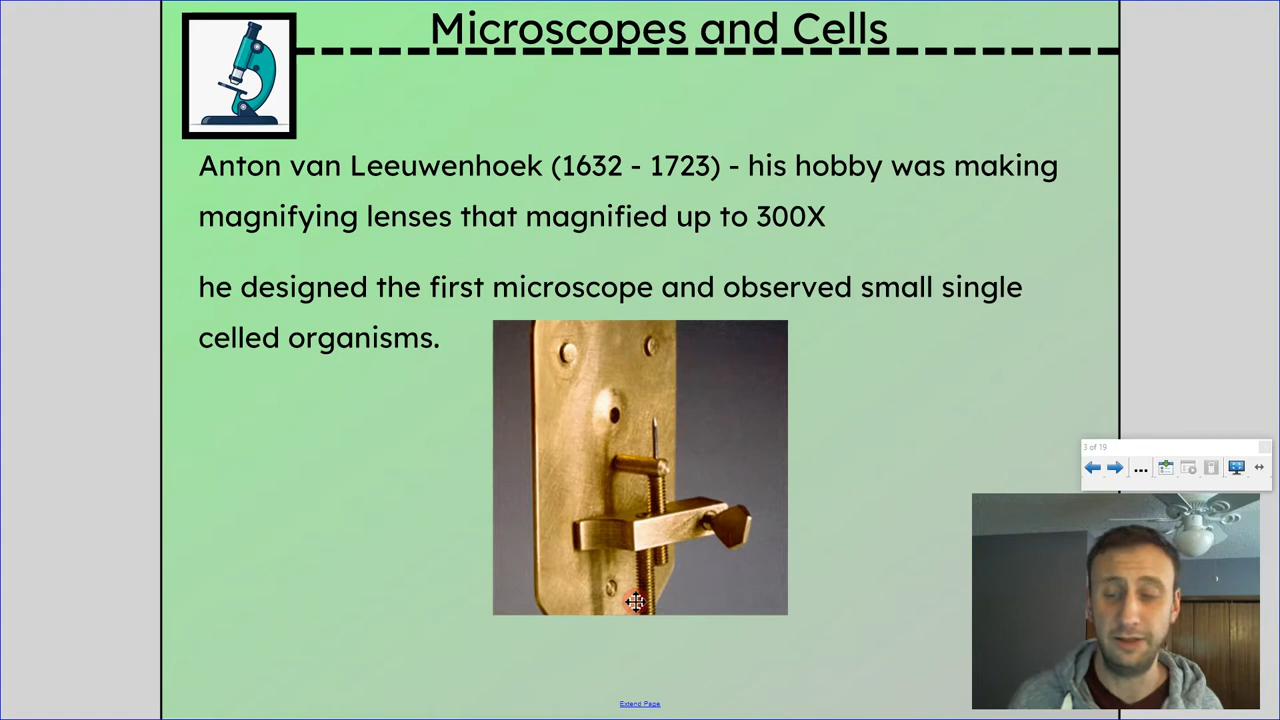 Microscopes and Cells
Anton van Leeuwenhoek (1632 - 1723) - his hobby was making
magnifying lenses that magnified up to 300X
he designed the first microscope and observed small single
celled organisms.
3 of 19
...
Extend Page